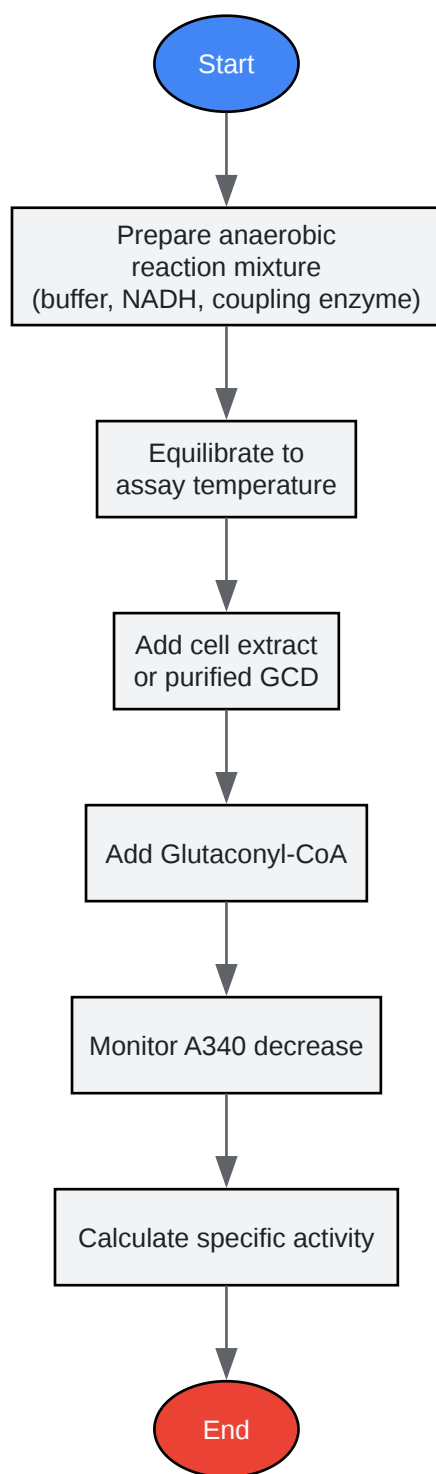 Start
Prepare anaerobic
reaction mixture
(buffer, NADH, coupling enzyme)
Equilibrate to
assay temperature
Add cell extract
or purified GCD
Add Glutaconyl-CoA
Monitor A340 decrease
Calculate specific activity
End